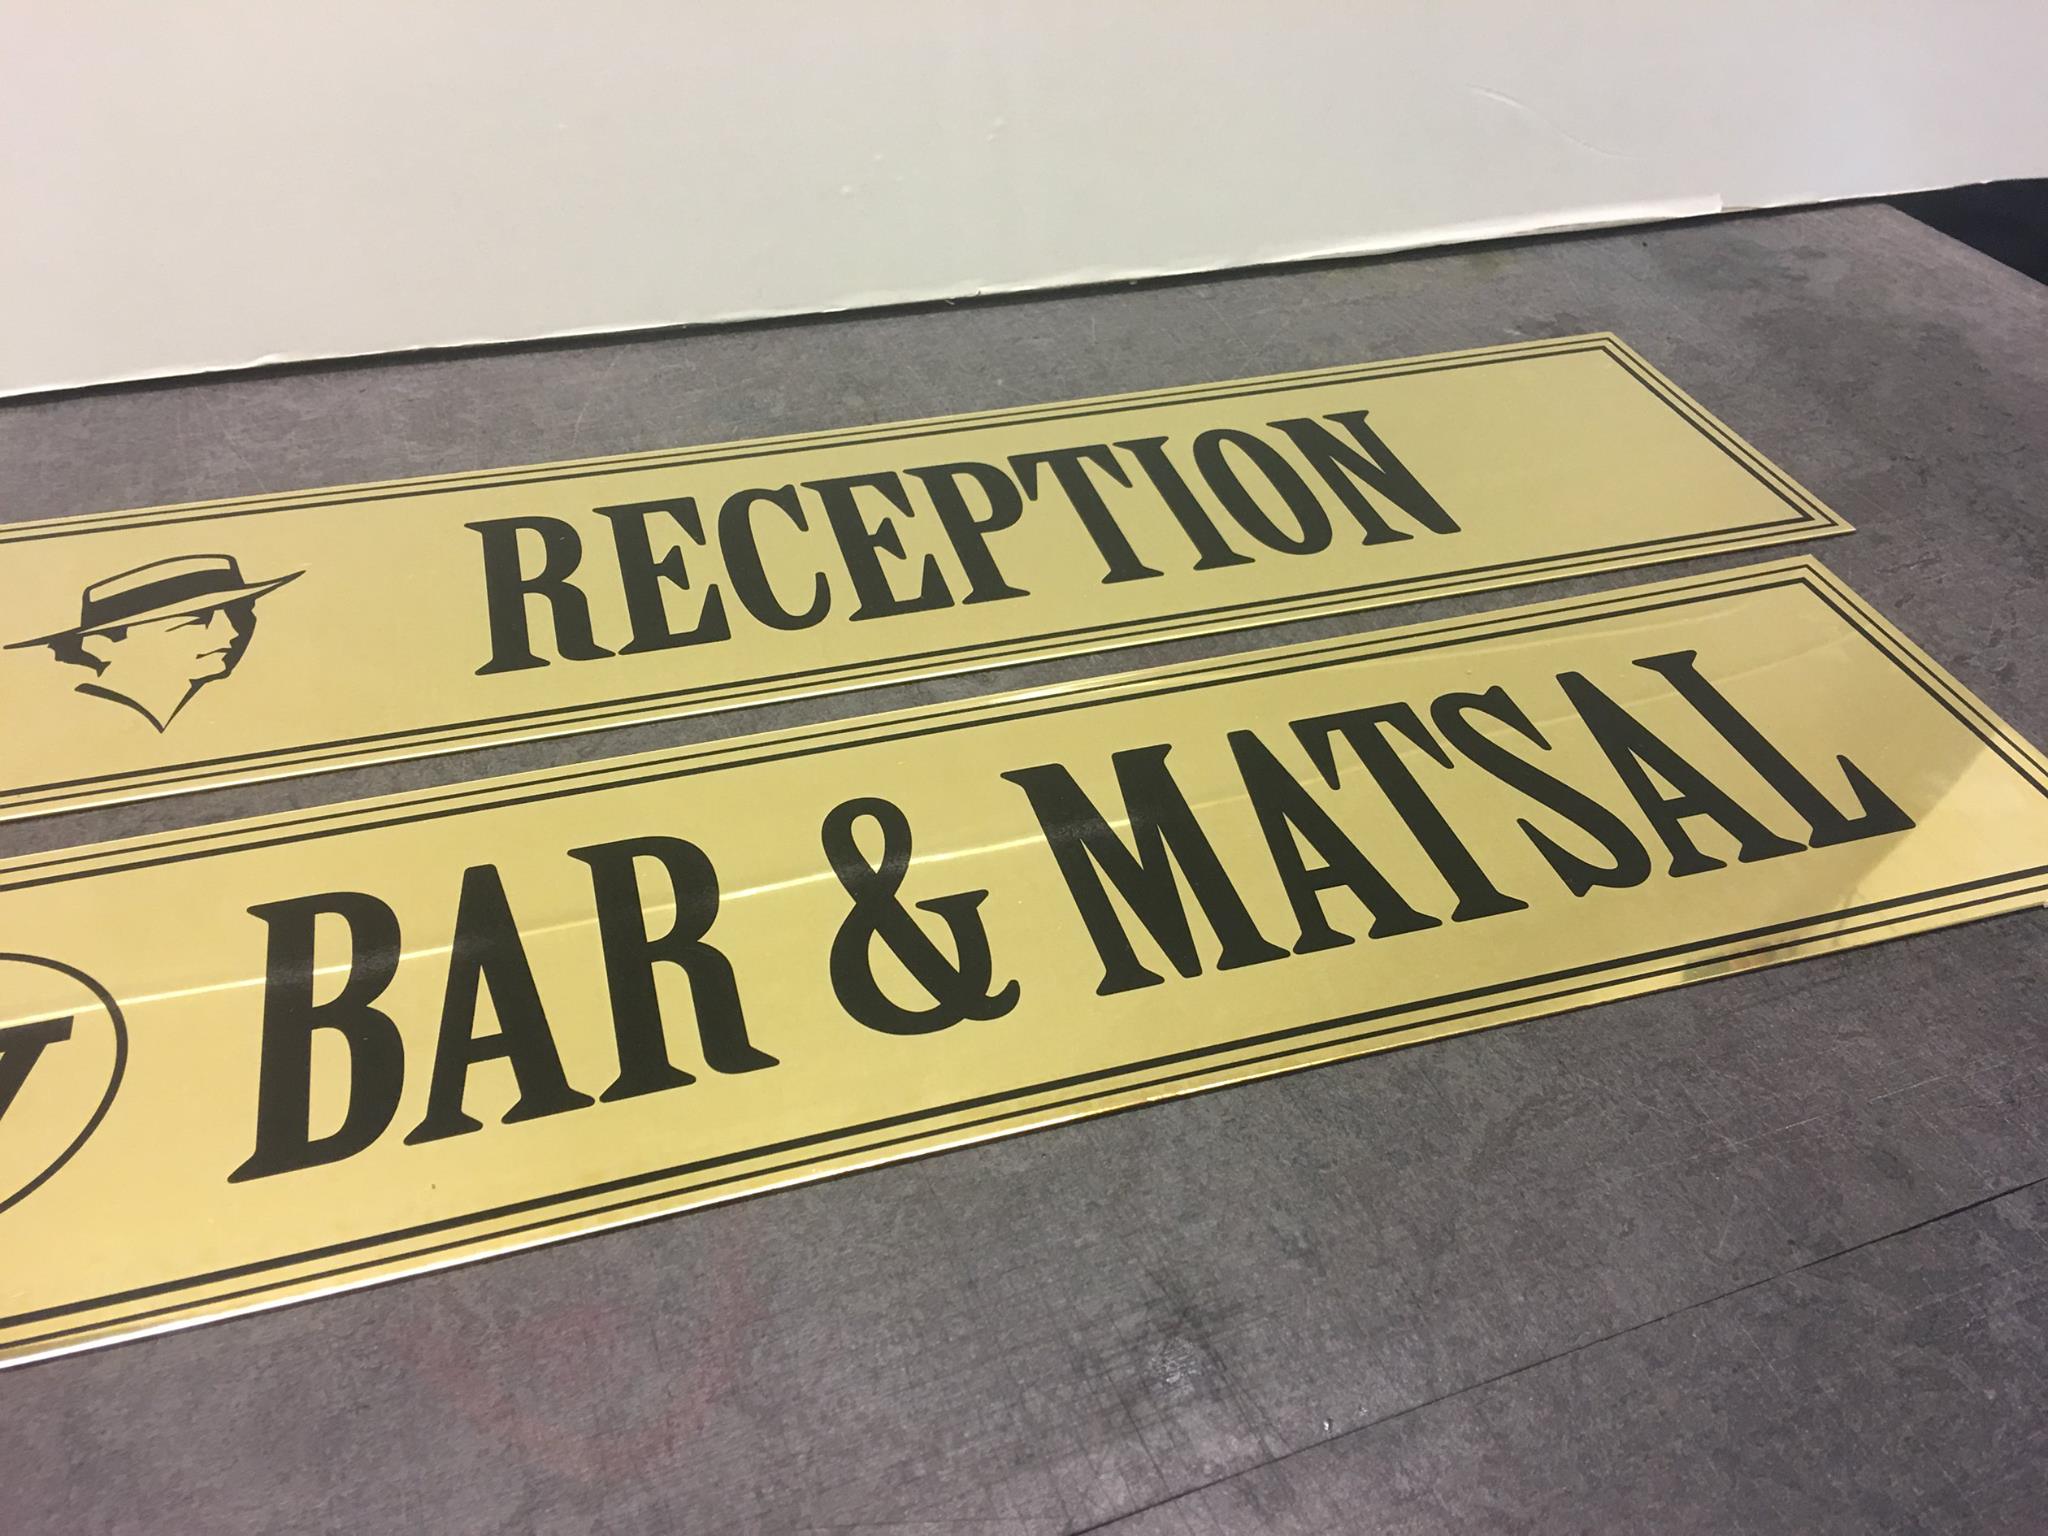 RECEPTION
BAR & MATSAL